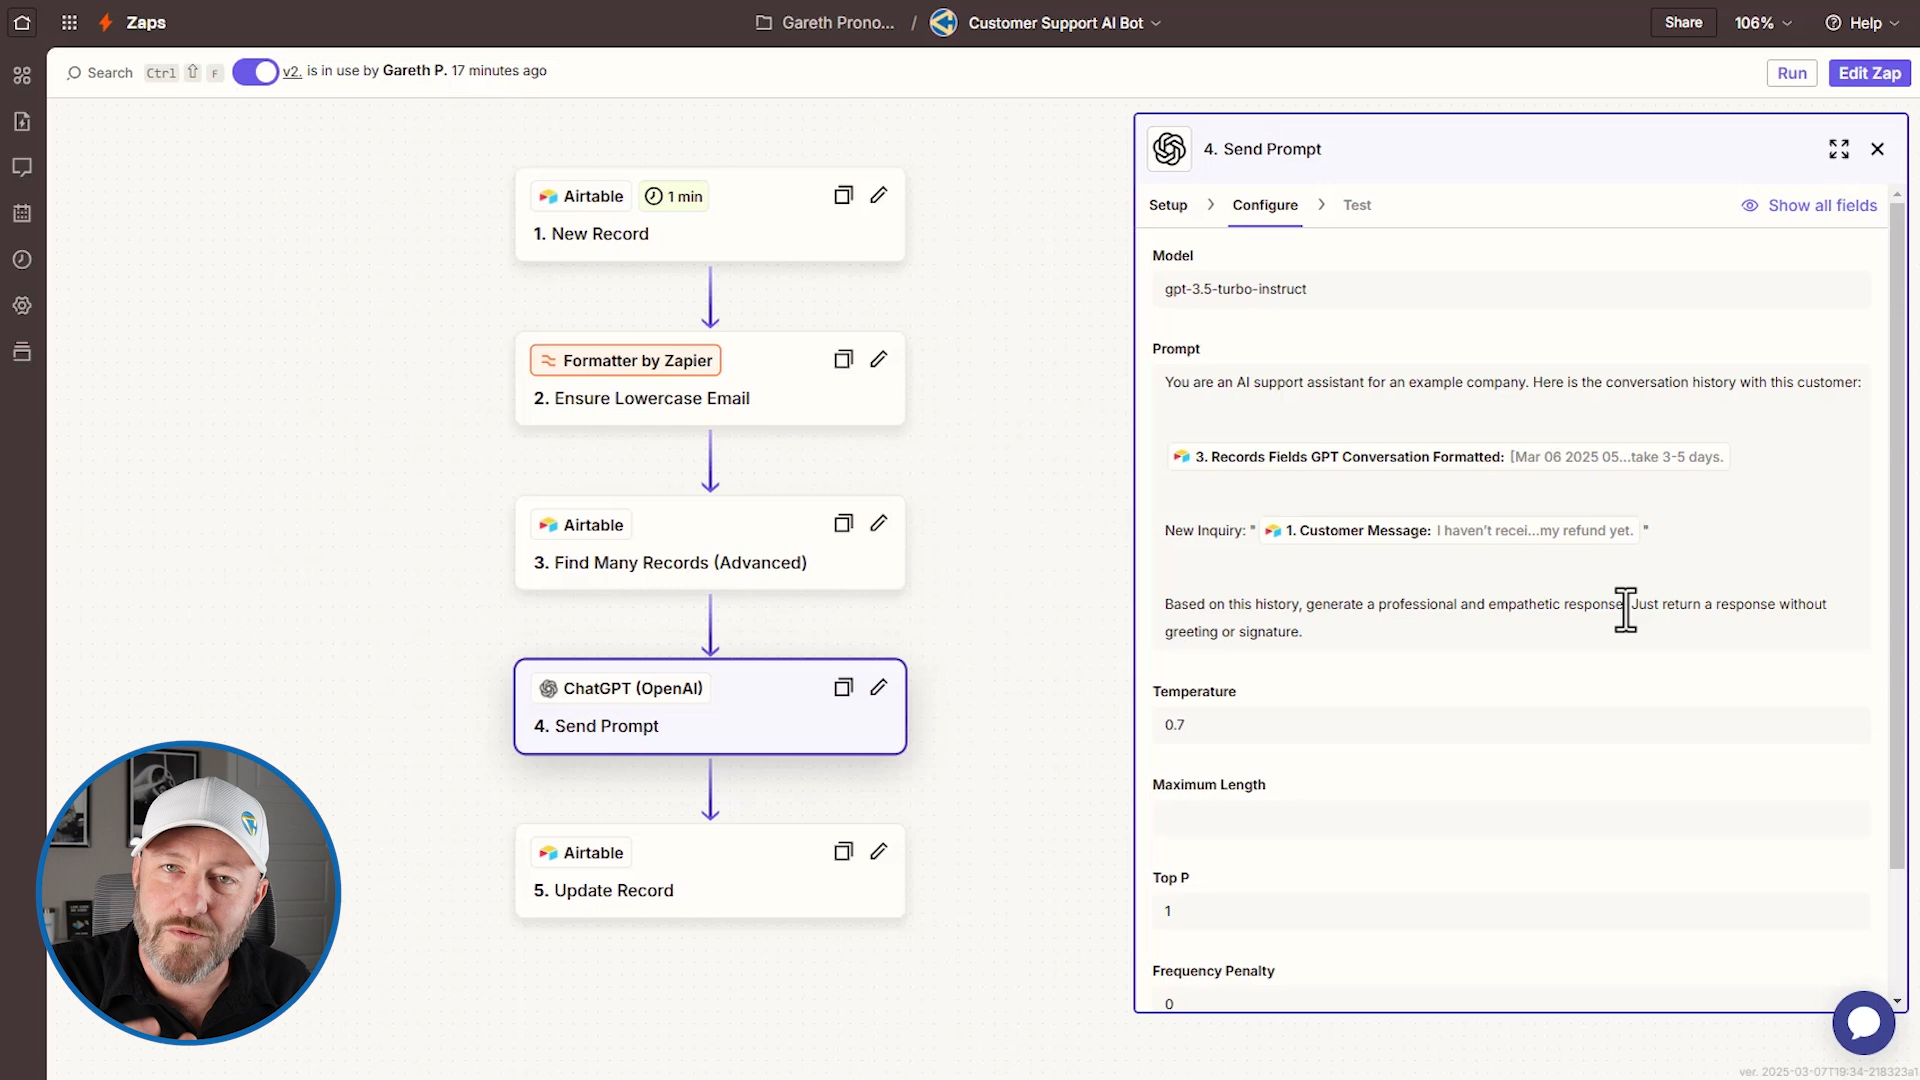 Zaps
Gareth Prono... / Customer Support AI Bot
Share
106%
Help
Search Ctrl F
v2. is in use by Gareth P. 17 minutes ago
Run
Edit Zap
Airtable 1 min
1. New Record
Formatter by Zapier
2. Ensure Lowercase Email
Airtable
3. Find Many Records (Advanced)
ChatGPT (OpenAI)
4. Send Prompt
Airtable
5. Update Record
4. Send Prompt
Setup > Configure > Test
Show all fields
Model
gpt-3.5-turbo-instruct
Prompt
You are an AI support assistant for an example company. Here is the conversation history with this customer:
3. Records Fields GPT Conversation Formatted: [Mar 06 2025 05...take 3-5 days.
New Inquiry: " 1. Customer Message: I haven't recei...my refund yet. "
Based on this history, generate a professional and empathetic response. Just return a response without
greeting or signature.
Temperature
0.7
Maximum Length
Top P
1
Frequency Penalty
0
ver. 2025-03-07T19:34-218323a1